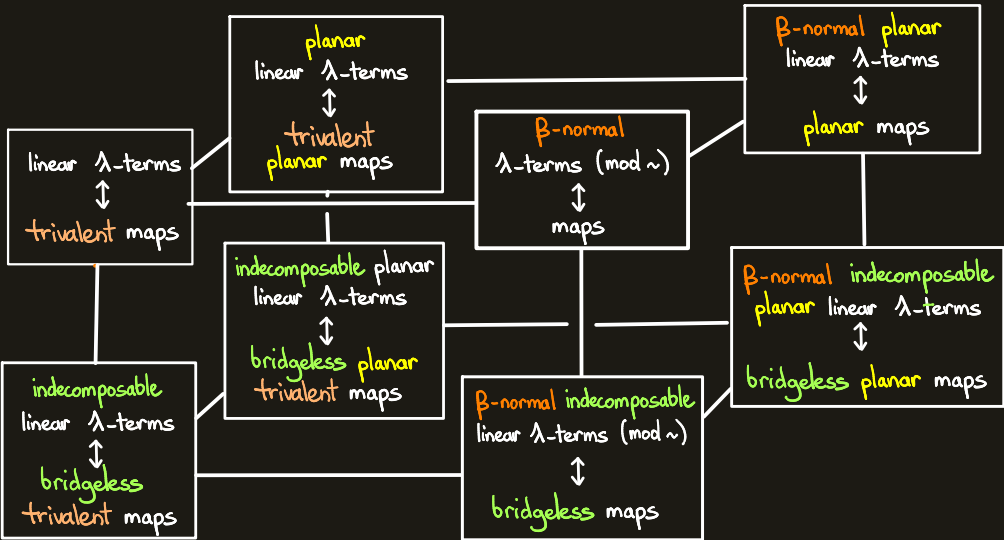 planar
linear λ-terms
↕
trivalent
planar maps
β-normal planar
linear λ-terms
↕
planar maps
β-normal
λ-terms (mod ~)
↕
maps
linear λ-terms
↕
trivalent maps
indecomposable planar
linear λ-terms
↕
bridgeless planar
trivalent maps
β-normal indecomposable
planar linear λ-terms
↕
bridgeless planar maps
indecomposable
linear λ-terms
↕
bridgeless
trivalent maps
β-normal indecomposable
linear λ-terms (mod ~)
↕
bridgeless maps